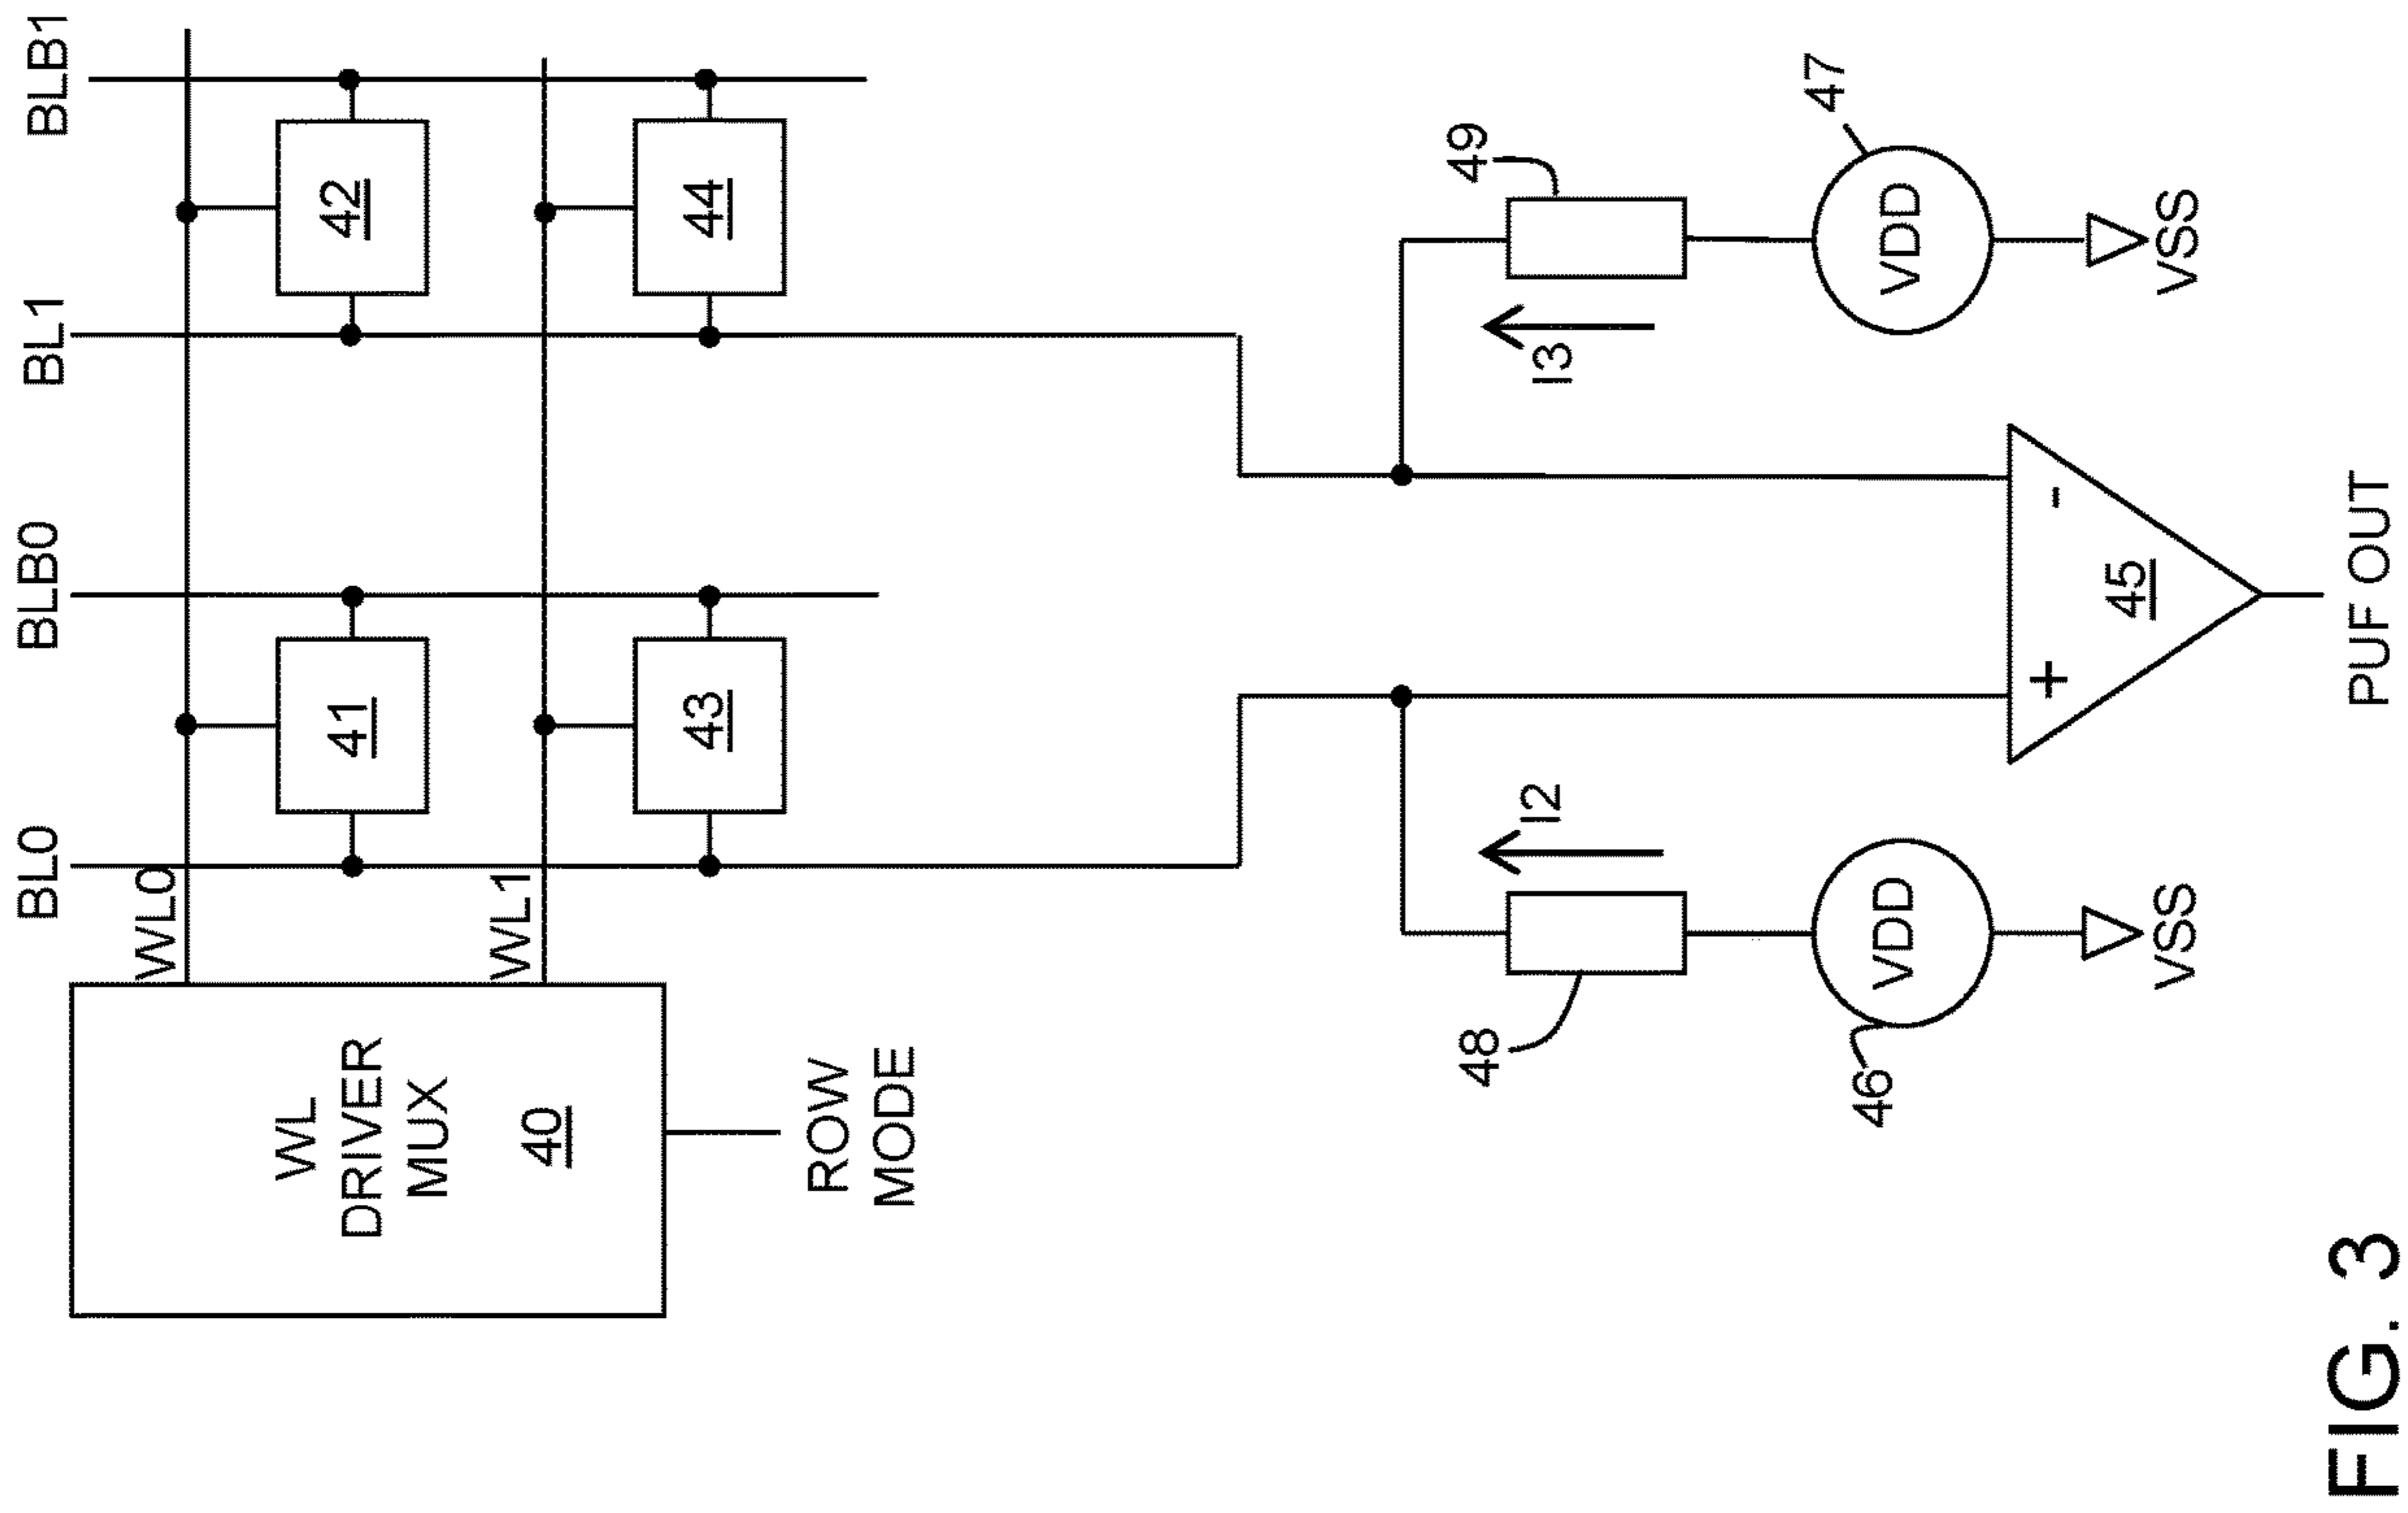 BL0
BLB0
BL1
BLB1
WL0
WL1
WL
DRIVER
MUX
40
ROW
MODE
41
42
43
44
I2
I3
48
49
46
VDD
47
VDD
VSS
VSS
+
-
45
PUF OUT
FIG. 3